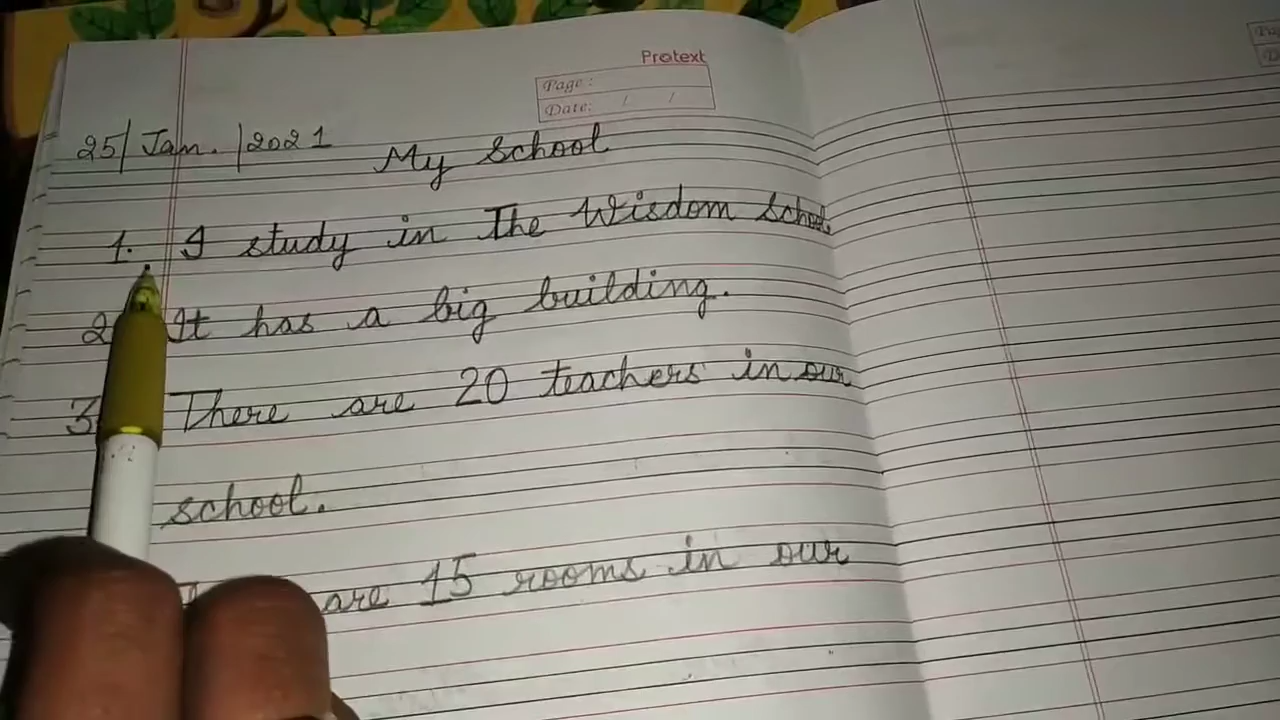 Protext
Page :
Date: / /
25/Jan./2021 My School
1. I study in The Wisdom School
2 It has a big building.
3 There are 20 teachers in our
school.
are 15 rooms in our